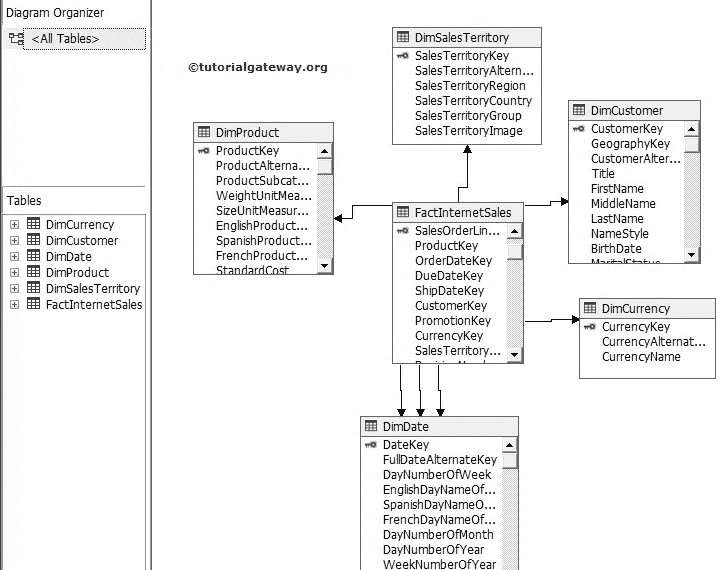 Diagram Organizer
<All Tables>
©tutorialgateway.org
Tables
DimCurrency
DimCustomer
DimDate
DimProduct
DimSalesTerritory
FactInternetSales
DimSalesTerritory
SalesTerritoryKey
SalesTerritoryAltern...
SalesTerritoryRegion
SalesTerritoryCountry
SalesTerritoryGroup
SalesTerritoryImage
DimProduct
ProductKey
ProductAlterna...
ProductSubcat...
WeightUnitMea...
SizeUnitMeasur...
EnglishProduct...
SpanishProduct...
FrenchProduct...
StandardCost
DimCustomer
CustomerKey
GeographyKey
CustomerAlter...
Title
FirstName
MiddleName
LastName
NameStyle
BirthDate
MaritalStatus
FactInternetSales
SalesOrderLin...
ProductKey
OrderDateKey
DueDateKey
ShipDateKey
CustomerKey
PromotionKey
CurrencyKey
SalesTerritory...
DimCurrency
CurrencyKey
CurrencyAlternat...
CurrencyName
DimDate
DateKey
FullDateAlternateKey
DayNumberOfWeek
EnglishDayNameOf...
SpanishDayNameO...
FrenchDayNameOf...
DayNumberOfMonth
DayNumberOfYear
WeekNumberOfYear